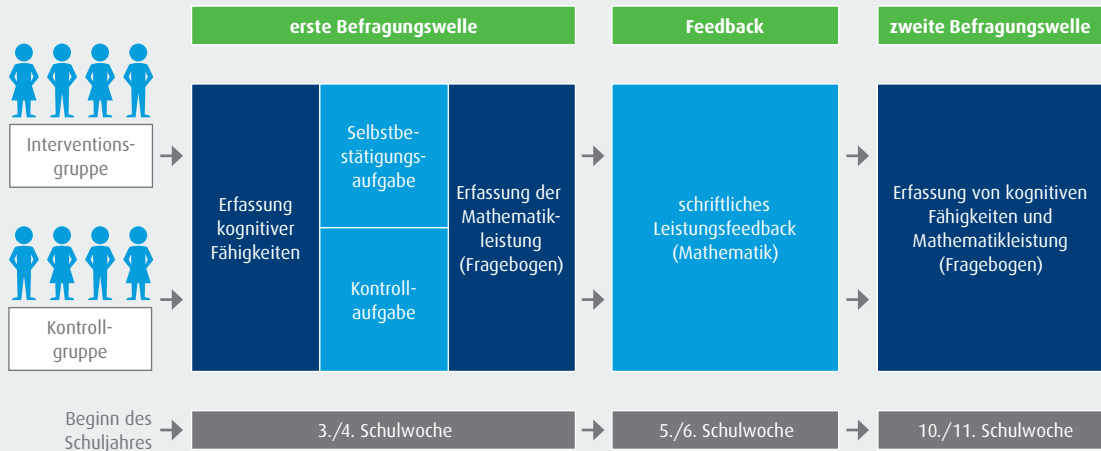 erste Befragungswelle
Feedback
zweite Befragungswelle
Interventions-
gruppe
Kontroll-
gruppe
Erfassung
kognitiver
Fähigkeiten
Selbstbe-
stätigungs-
aufgabe
Kontroll-
aufgabe
Erfassung der
Mathematik-
leistung
(Fragebogen)
schriftliches
Leistungsfeedback
(Mathematik)
Erfassung von kognitiven
Fähigkeiten und
Mathematikleistung
(Fragebogen)
Beginn des
Schuljahres
3./4. Schulwoche
5./6. Schulwoche
10./11. Schulwoche